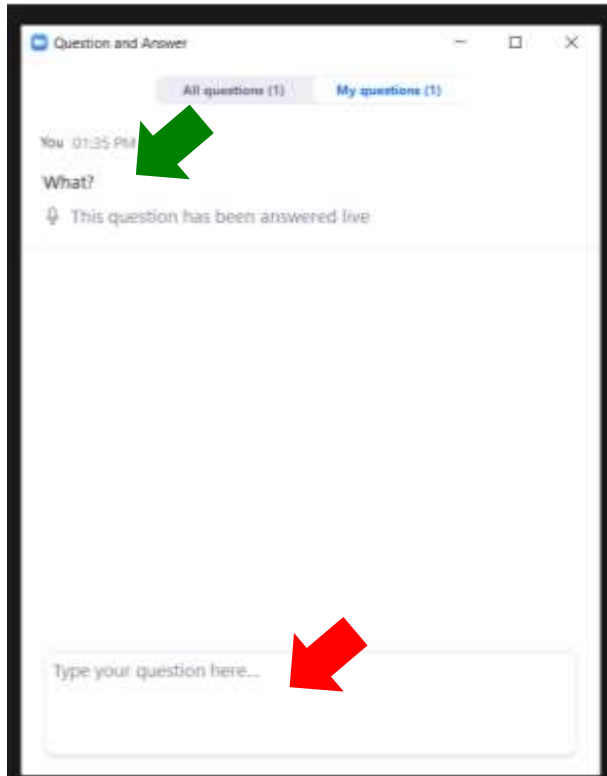 Question and Answer
All questions (1) My questions (1)
You 01:35 PM
What?
This question has been answered live
Type your question here...